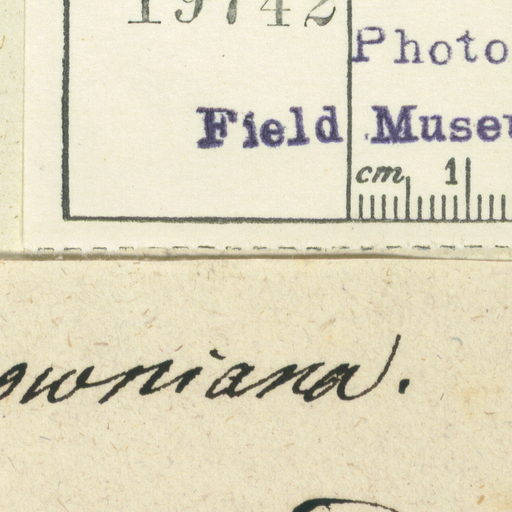 19742
Photo
Field Museu
cm 1
owniana.